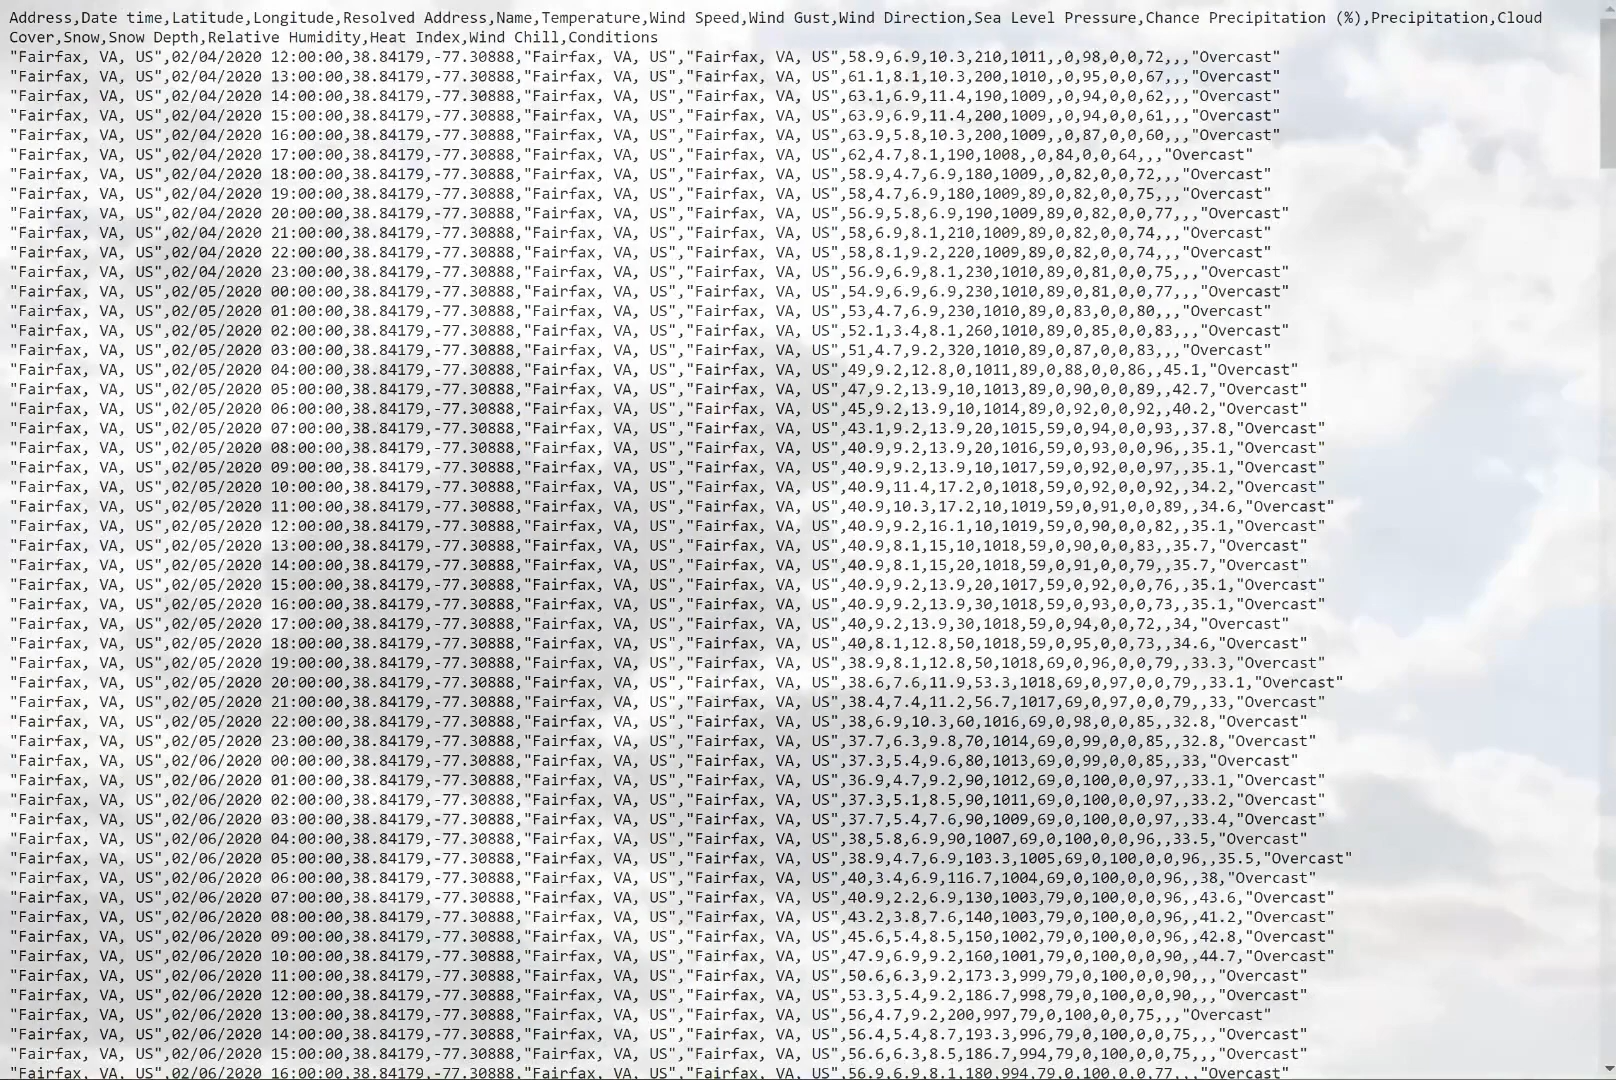 Address,Date time,Latitude,Longitude,Resolved Address,Name,Temperature,Wind Speed,Wind Gust,Wind Direction,Sea Level Pressure,Chance Precipitation (%),Precipitation,Cloud
Cover,Snow,Snow Depth,Relative Humidity,Heat Index,Wind Chill,Conditions
"Fairfax, VA, US",02/04/2020 12:00:00,38.84179,-77.30888,"Fairfax, VA, US","Fairfax, VA, US",58.9,6.9,10.3,210,1011,,0,98,0,0,72,,,"Overcast"
"Fairfax, VA, US",02/04/2020 13:00:00,38.84179,-77.30888,"Fairfax, VA, US","Fairfax, VA, US",61.1,8.1,10.3,200,1010,,0,95,0,0,67,,,"Overcast"
"Fairfax, VA, US",02/04/2020 14:00:00,38.84179,-77.30888,"Fairfax, VA, US","Fairfax, VA, US",63.1,6.9,11.4,190,1009,,0,94,0,0,62,,,"Overcast"
"Fairfax, VA, US",02/04/2020 15:00:00,38.84179,-77.30888,"Fairfax, VA, US","Fairfax, VA, US",63.9,6.9,11.4,200,1009,,0,94,0,0,61,,,"Overcast"
"Fairfax, VA, US",02/04/2020 16:00:00,38.84179,-77.30888,"Fairfax, VA, US","Fairfax, VA, US",63.9,5.8,10.3,200,1009,,0,87,0,0,60,,,"Overcast"
"Fairfax, VA, US",02/04/2020 17:00:00,38.84179,-77.30888,"Fairfax, VA, US","Fairfax, VA, US",62,4.7,8.1,190,1008,,0,84,0,0,64,,,"Overcast"
"Fairfax, VA, US",02/04/2020 18:00:00,38.84179,-77.30888,"Fairfax, VA, US","Fairfax, VA, US",58.9,4.7,6.9,180,1009,,0,82,0,0,72,,,"Overcast"
"Fairfax, VA, US",02/04/2020 19:00:00,38.84179,-77.30888,"Fairfax, VA, US","Fairfax, VA, US",58,4.7,6.9,180,1009,89,0,82,0,0,75,,,"Overcast"
"Fairfax, VA, US",02/04/2020 20:00:00,38.84179,-77.30888,"Fairfax, VA, US","Fairfax, VA, US",56.9,5.8,6.9,190,1009,89,0,82,0,0,77,,,"Overcast"
"Fairfax, VA, US",02/04/2020 21:00:00,38.84179,-77.30888,"Fairfax, VA, US","Fairfax, VA, US",58,6.9,8.1,210,1009,89,0,82,0,0,74,,,"Overcast"
"Fairfax, VA, US",02/04/2020 22:00:00,38.84179,-77.30888,"Fairfax, VA, US","Fairfax, VA, US",58,8.1,9.2,220,1009,89,0,82,0,0,74,,,"Overcast"
"Fairfax, VA, US",02/04/2020 23:00:00,38.84179,-77.30888,"Fairfax, VA, US","Fairfax, VA, US",56.9,6.9,8.1,230,1010,89,0,81,0,0,75,,,"Overcast"
"Fairfax, VA, US",02/05/2020 00:00:00,38.84179,-77.30888,"Fairfax, VA, US","Fairfax, VA, US",54.9,6.9,6.9,230,1010,89,0,81,0,0,77,,,"Overcast"
"Fairfax, VA, US",02/05/2020 01:00:00,38.84179,-77.30888,"Fairfax, VA, US","Fairfax, VA, US",53,4.7,6.9,230,1010,89,0,83,0,0,80,,,"Overcast"
"Fairfax, VA, US",02/05/2020 02:00:00,38.84179,-77.30888,"Fairfax, VA, US","Fairfax, VA, US",52.1,3.4,8.1,260,1010,89,0,85,0,0,83,,,"Overcast"
"Fairfax, VA, US",02/05/2020 03:00:00,38.84179,-77.30888,"Fairfax, VA, US","Fairfax, VA, US",51,4.7,9.2,320,1010,89,0,87,0,0,83,,,"Overcast"
"Fairfax, VA, US",02/05/2020 04:00:00,38.84179,-77.30888,"Fairfax, VA, US","Fairfax, VA, US",49,9.2,12.8,0,1011,89,0,88,0,0,86,,45.1,"Overcast"
"Fairfax, VA, US",02/05/2020 05:00:00,38.84179,-77.30888,"Fairfax, VA, US","Fairfax, VA, US",47,9.2,13.9,10,1013,89,0,90,0,0,89,,42.7,"Overcast"
"Fairfax, VA, US",02/05/2020 06:00:00,38.84179,-77.30888,"Fairfax, VA, US","Fairfax, VA, US",45,9.2,13.9,10,1014,89,0,92,0,0,92,,40.2,"Overcast"
"Fairfax, VA, US",02/05/2020 07:00:00,38.84179,-77.30888,"Fairfax, VA, US","Fairfax, VA, US",43.1,9.2,13.9,20,1015,59,0,94,0,0,93,,37.8,"Overcast"
"Fairfax, VA, US",02/05/2020 08:00:00,38.84179,-77.30888,"Fairfax, VA, US","Fairfax, VA, US",40.9,9.2,13.9,20,1016,59,0,93,0,0,96,,35.1,"Overcast"
"Fairfax, VA, US",02/05/2020 09:00:00,38.84179,-77.30888,"Fairfax, VA, US","Fairfax, VA, US",40.9,9.2,13.9,10,1017,59,0,92,0,0,97,,35.1,"Overcast"
"Fairfax, VA, US",02/05/2020 10:00:00,38.84179,-77.30888,"Fairfax, VA, US","Fairfax, VA, US",40.9,11.4,17.2,0,1018,59,0,92,0,0,92,,34.2,"Overcast"
"Fairfax, VA, US",02/05/2020 11:00:00,38.84179,-77.30888,"Fairfax, VA, US","Fairfax, VA, US",40.9,10.3,17.2,10,1019,59,0,91,0,0,89,,34.6,"Overcast"
"Fairfax, VA, US",02/05/2020 12:00:00,38.84179,-77.30888,"Fairfax, VA, US","Fairfax, VA, US",40.9,9.2,16.1,10,1019,59,0,90,0,0,82,,35.1,"Overcast"
"Fairfax, VA, US",02/05/2020 13:00:00,38.84179,-77.30888,"Fairfax, VA, US","Fairfax, VA, US",40.9,8.1,15,10,1018,59,0,90,0,0,83,,35.7,"Overcast"
"Fairfax, VA, US",02/05/2020 14:00:00,38.84179,-77.30888,"Fairfax, VA, US","Fairfax, VA, US",40.9,8.1,15,20,1018,59,0,91,0,0,79,,35.7,"Overcast"
"Fairfax, VA, US",02/05/2020 15:00:00,38.84179,-77.30888,"Fairfax, VA, US","Fairfax, VA, US",40.9,9.2,13.9,20,1017,59,0,92,0,0,76,,35.1,"Overcast"
"Fairfax, VA, US",02/05/2020 16:00:00,38.84179,-77.30888,"Fairfax, VA, US","Fairfax, VA, US",40.9,9.2,13.9,30,1018,59,0,93,0,0,73,,35.1,"Overcast"
"Fairfax, VA, US",02/05/2020 17:00:00,38.84179,-77.30888,"Fairfax, VA, US","Fairfax, VA, US",40,9.2,13.9,30,1018,59,0,94,0,0,72,,34,"Overcast"
"Fairfax, VA, US",02/05/2020 18:00:00,38.84179,-77.30888,"Fairfax, VA, US","Fairfax, VA, US",40,8.1,12.8,50,1018,59,0,95,0,0,73,,34.6,"Overcast"
"Fairfax, VA, US",02/05/2020 19:00:00,38.84179,-77.30888,"Fairfax, VA, US","Fairfax, VA, US",38.9,8.1,12.8,50,1018,69,0,96,0,0,79,,33.3,"Overcast"
"Fairfax, VA, US",02/05/2020 20:00:00,38.84179,-77.30888,"Fairfax, VA, US","Fairfax, VA, US",38.6,7.6,11.9,53.3,1018,69,0,97,0,0,79,,33.1,"Overcast"
"Fairfax, VA, US",02/05/2020 21:00:00,38.84179,-77.30888,"Fairfax, VA, US","Fairfax, VA, US",38.4,7.4,11.2,56.7,1017,69,0,97,0,0,79,,33,"Overcast"
"Fairfax, VA, US",02/05/2020 22:00:00,38.84179,-77.30888,"Fairfax, VA, US","Fairfax, VA, US",38,6.9,10.3,60,1016,69,0,98,0,0,85,,32.8,"Overcast"
"Fairfax, VA, US",02/05/2020 23:00:00,38.84179,-77.30888,"Fairfax, VA, US","Fairfax, VA, US",37.7,6.3,9.8,70,1014,69,0,99,0,0,85,,32.8,"Overcast"
"Fairfax, VA, US",02/06/2020 00:00:00,38.84179,-77.30888,"Fairfax, VA, US","Fairfax, VA, US",37.3,5.4,9.6,80,1013,69,0,99,0,0,85,,33,"Overcast"
"Fairfax, VA, US",02/06/2020 01:00:00,38.84179,-77.30888,"Fairfax, VA, US","Fairfax, VA, US",36.9,4.7,9.2,90,1012,69,0,100,0,0,97,,33.1,"Overcast"
"Fairfax, VA, US",02/06/2020 02:00:00,38.84179,-77.30888,"Fairfax, VA, US","Fairfax, VA, US",37.3,5.1,8.5,90,1011,69,0,100,0,0,97,,33.2,"Overcast"
"Fairfax, VA, US",02/06/2020 03:00:00,38.84179,-77.30888,"Fairfax, VA, US","Fairfax, VA, US",37.7,5.4,7.6,90,1009,69,0,100,0,0,97,,33.4,"Overcast"
"Fairfax, VA, US",02/06/2020 04:00:00,38.84179,-77.30888,"Fairfax, VA, US","Fairfax, VA, US",38,5.8,6.9,90,1007,69,0,100,0,0,96,,33.5,"Overcast"
"Fairfax, VA, US",02/06/2020 05:00:00,38.84179,-77.30888,"Fairfax, VA, US","Fairfax, VA, US",38.9,4.7,6.9,103.3,1005,69,0,100,0,0,96,,35.5,"Overcast"
"Fairfax, VA, US",02/06/2020 06:00:00,38.84179,-77.30888,"Fairfax, VA, US","Fairfax, VA, US",40,3.4,6.9,116.7,1004,69,0,100,0,0,96,,38,"Overcast"
"Fairfax, VA, US",02/06/2020 07:00:00,38.84179,-77.30888,"Fairfax, VA, US","Fairfax, VA, US",40.9,2.2,6.9,130,1003,79,0,100,0,0,96,,43.6,"Overcast"
"Fairfax, VA, US",02/06/2020 08:00:00,38.84179,-77.30888,"Fairfax, VA, US","Fairfax, VA, US",43.2,3.8,7.6,140,1003,79,0,100,0,0,96,,41.2,"Overcast"
"Fairfax, VA, US",02/06/2020 09:00:00,38.84179,-77.30888,"Fairfax, VA, US","Fairfax, VA, US",45.6,5.4,8.5,150,1002,79,0,100,0,0,96,,42.8,"Overcast"
"Fairfax, VA, US",02/06/2020 10:00:00,38.84179,-77.30888,"Fairfax, VA, US","Fairfax, VA, US",47.9,6.9,9.2,160,1001,79,0,100,0,0,90,,44.7,"Overcast"
"Fairfax, VA, US",02/06/2020 11:00:00,38.84179,-77.30888,"Fairfax, VA, US","Fairfax, VA, US",50.6,6.3,9.2,173.3,999,79,0,100,0,0,90,,,"Overcast"
"Fairfax, VA, US",02/06/2020 12:00:00,38.84179,-77.30888,"Fairfax, VA, US","Fairfax, VA, US",53.3,5.4,9.2,186.7,998,79,0,100,0,0,90,,,"Overcast"
"Fairfax, VA, US",02/06/2020 13:00:00,38.84179,-77.30888,"Fairfax, VA, US","Fairfax, VA, US",56,4.7,9.2,200,997,79,0,100,0,0,75,,,"Overcast"
"Fairfax, VA, US",02/06/2020 14:00:00,38.84179,-77.30888,"Fairfax, VA, US","Fairfax, VA, US",56.4,5.4,8.7,193.3,996,79,0,100,0,0,75,,,"Overcast"
"Fairfax, VA, US",02/06/2020 15:00:00,38.84179,-77.30888,"Fairfax, VA, US","Fairfax, VA, US",56.6,6.3,8.5,186.7,994,79,0,100,0,0,75,,,"Overcast"
"Fairfax, VA, US",02/06/2020 16:00:00,38.84179,-77.30888,"Fairfax, VA, US","Fairfax, VA, US",56.9,6.9,8.1,180,994,79,0,100,0,0,77,,,"Overcast"